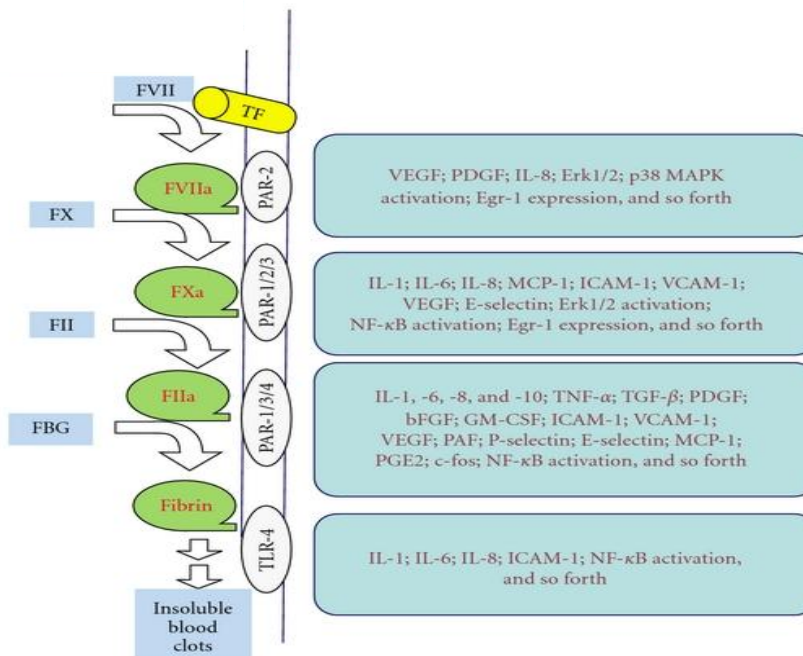 FVII
TF
FVIIa
PAR-2
VEGF; PDGF; IL-8; Erk1/2; p38 MAPK
activation; Egr-1 expression, and so forth
FX
FXa
PAR-1/2/3
IL-1; IL-6; IL-8; MCP-1; ICAM-1; VCAM-1;
VEGF; E-selectin; Erk1/2 activation;
NF-κB activation; Egr-1 expression, and so forth
FII
FIIa
PAR-1/3/4
IL-1, -6, -8, and -10; TNF-α; TGF-β; PDGF;
bFGF; GM-CSF; ICAM-1; VCAM-1;
VEGF; PAF; P-selectin; E-selectin; MCP-1;
PGE2; c-fos; NF-κB activation, and so forth
FBG
Fibrin
TLR-4
IL-1; IL-6; IL-8; ICAM-1; NF-κB activation,
and so forth
Insoluble
blood
clots